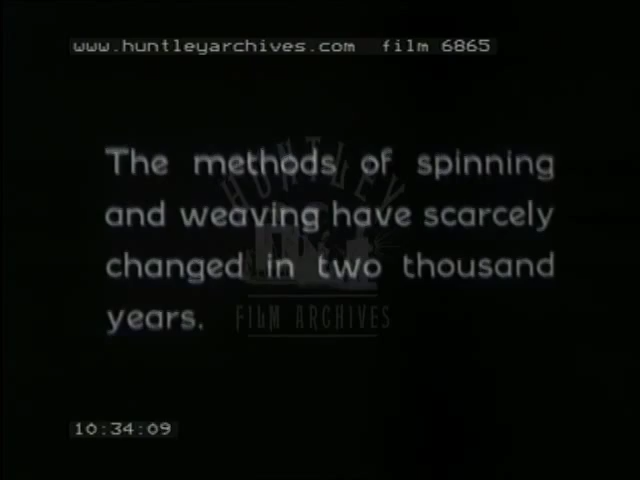 www.huntleyarchives.com film 6865
The methods of spinning
and weaving have scarcely
changed in two thousand
years.
HUNTLEY
FILM ARCHIVES
10:34:09